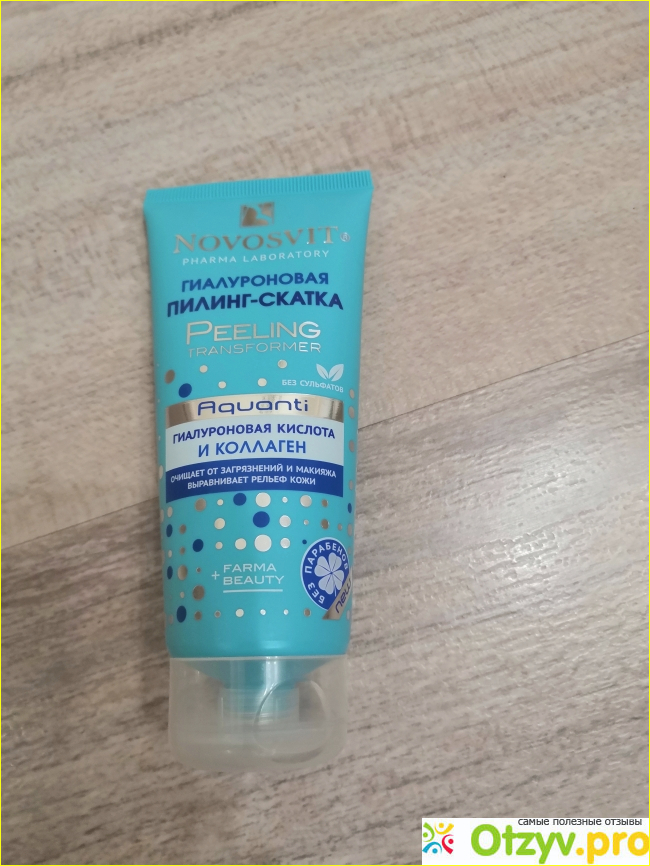 NOVOSVIT®
PHARMA LABORATORY
ГИАЛУРОНОВАЯ
ПИЛИНГ-СКАТКА
PEELING
TRANSFORMER
БЕЗ СУЛЬФАТОВ
Aquanti
ГИАЛУРОНОВАЯ КИСЛОТА
И КОЛЛАГЕН
ОЧИЩАЕТ ОТ ЗАГРЯЗНЕНИЙ И МАКИЯЖА
ВЫРАВНИВАЕТ РЕЛЬЕФ КОЖИ
+ FARMA
BEAUTY
БЕЗ ПАРАБЕНОВ
new
самые полезные отзывы
Otzyv.pro